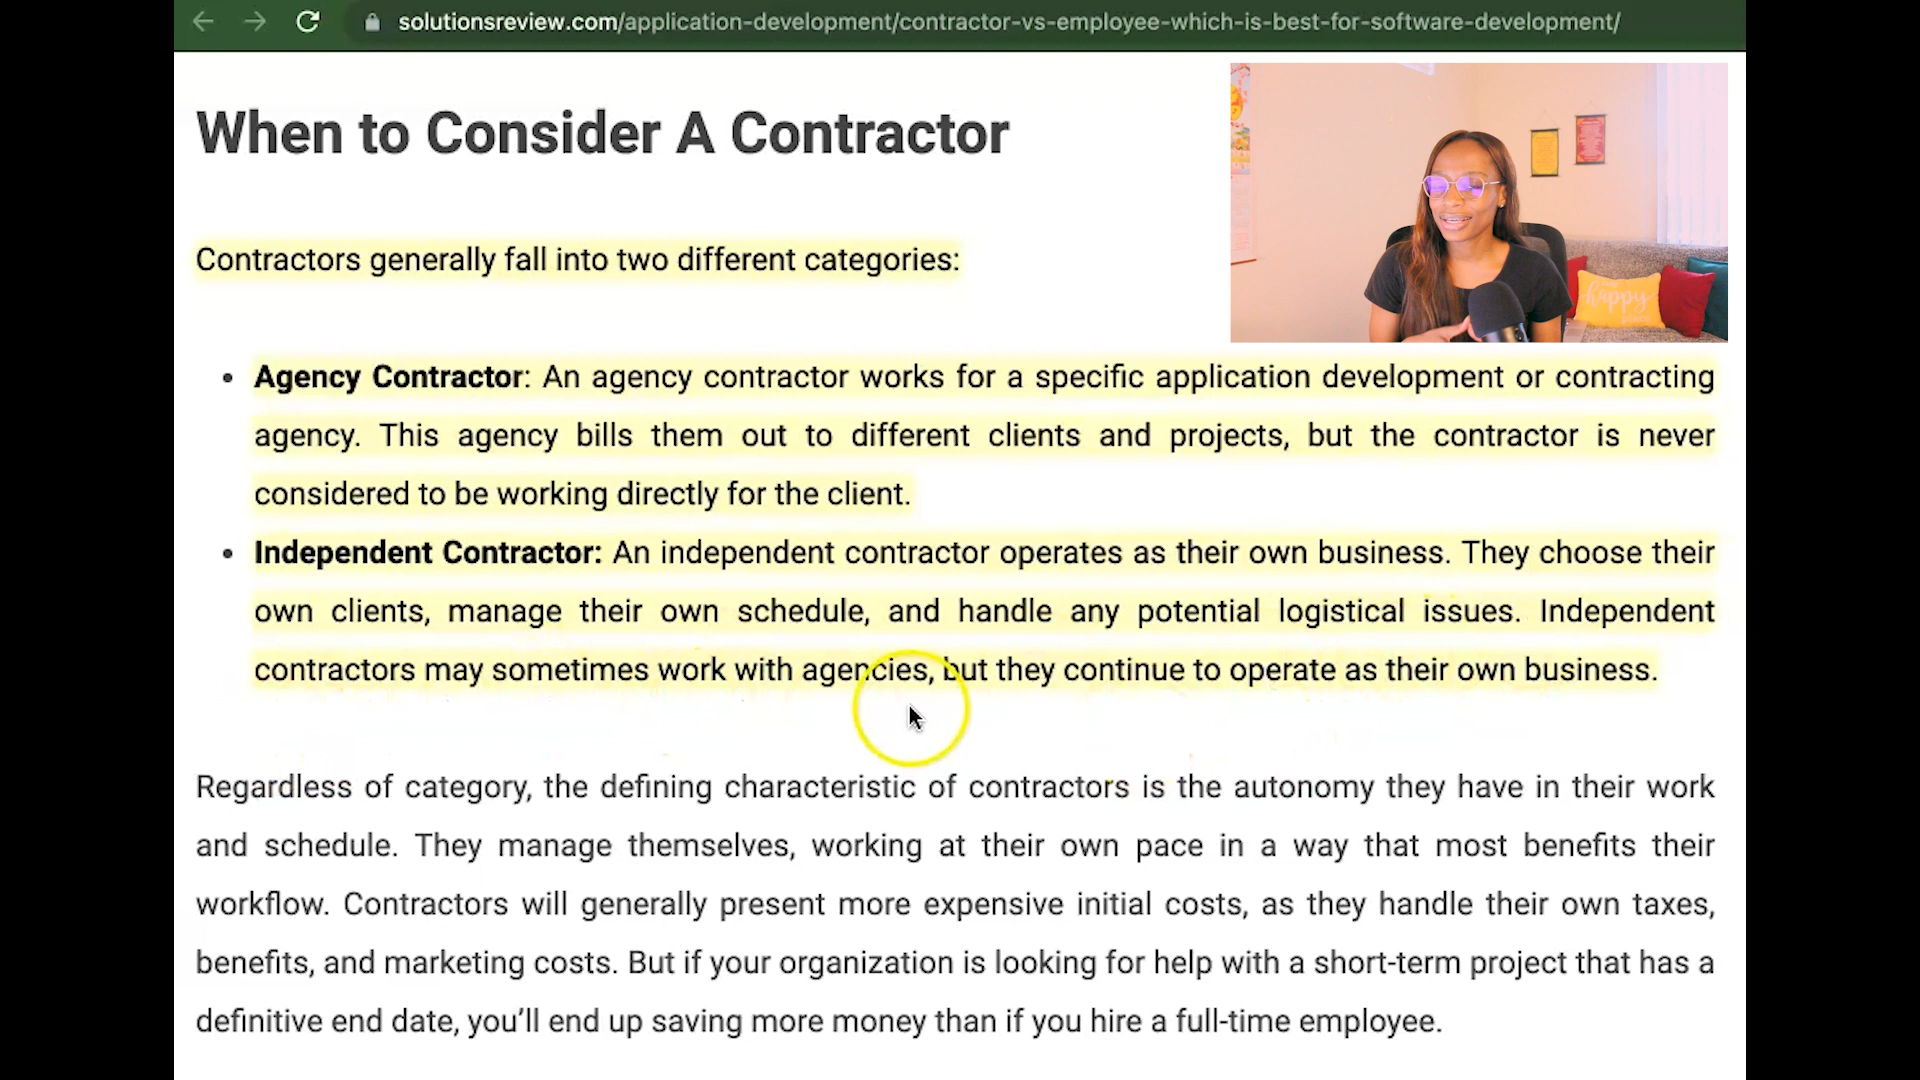 solutionsreview.com/application-development/contractor-vs-employee-which-is-best-for-software-development/
When to Consider A Contractor
Contractors generally fall into two different categories:
• Agency Contractor: An agency contractor works for a specific application development or contracting
agency. This agency bills them out to different clients and projects, but the contractor is never
considered to be working directly for the client.
• Independent Contractor: An independent contractor operates as their own business. They choose their
own clients, manage their own schedule, and handle any potential logistical issues. Independent
contractors may sometimes work with agencies, but they continue to operate as their own business.
Regardless of category, the defining characteristic of contractors is the autonomy they have in their work
and schedule. They manage themselves, working at their own pace in a way that most benefits their
workflow. Contractors will generally present more expensive initial costs, as they handle their own taxes,
benefits, and marketing costs. But if your organization is looking for help with a short-term project that has a
definitive end date, you’ll end up saving more money than if you hire a full-time employee.
happy